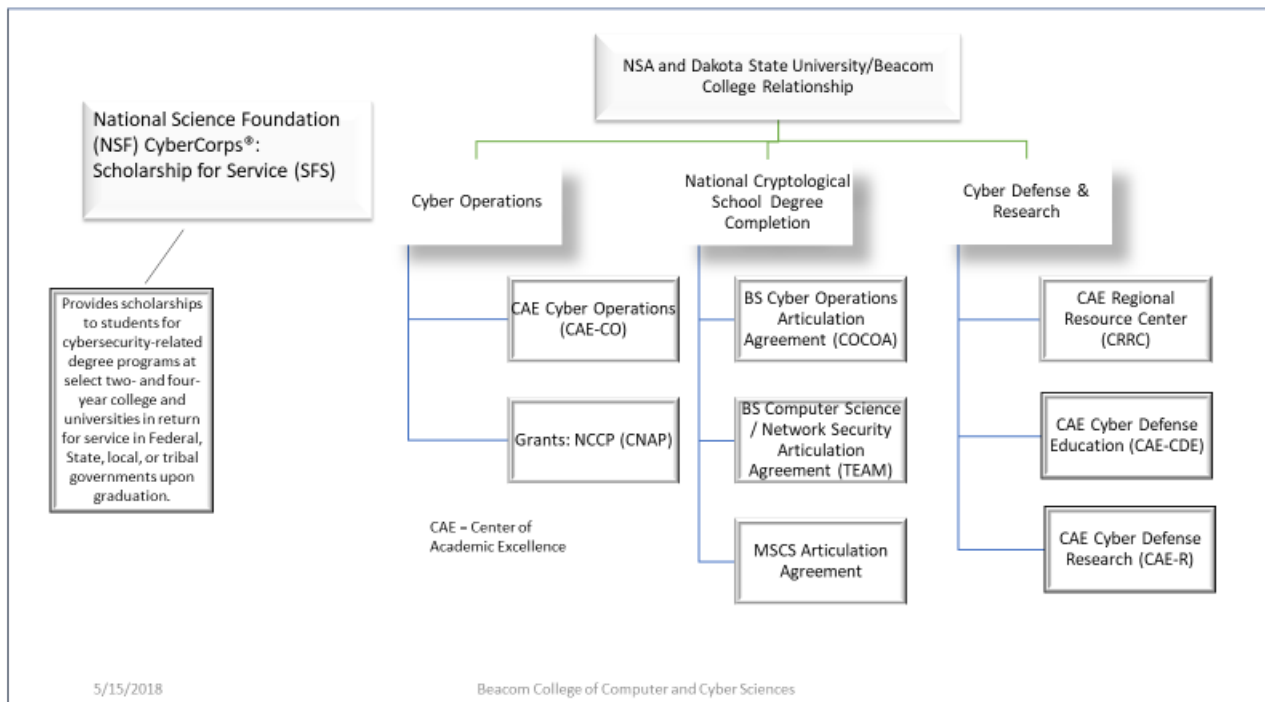 NSA and Dakota State University/Beacom
College Relationship
National Science Foundation
(NSF) CyberCorps®:
Scholarship for Service (SFS)
Provides scholarships
to students for
cybersecurity-related
degree programs at
select two- and four-
year college and
universities in return
for service in Federal,
State, local, or tribal
governments upon
graduation.
Cyber Operations
CAE Cyber Operations
(CAE-CO)
Grants: NCCP (CNAP)
CAE = Center of
Academic Excellence
National Cryptological
School Degree
Completion
BS Cyber Operations
Articulation
Agreement (COCOA)
BS Computer Science
/ Network Security
Articulation
Agreement (TEAM)
MSCS Articulation
Agreement
Cyber Defense &
Research
CAE Regional
Resource Center
(CRRC)
CAE Cyber Defense
Education (CAE-CDE)
CAE Cyber Defense
Research (CAE-R)
5/15/2018
Beacom College of Computer and Cyber Sciences